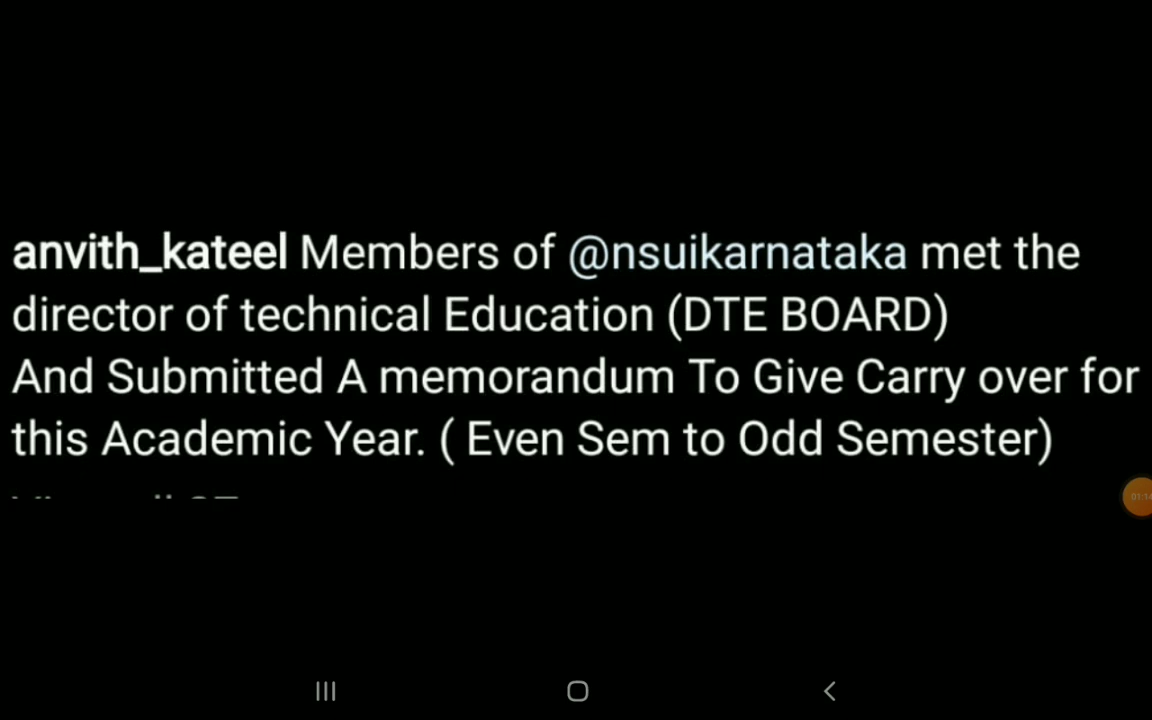 anvith_kateel Members of @nsuikarnataka met the
director of technical Education (DTE BOARD)
And Submitted A memorandum To Give Carry over for
this Academic Year. ( Even Sem to Odd Semester)